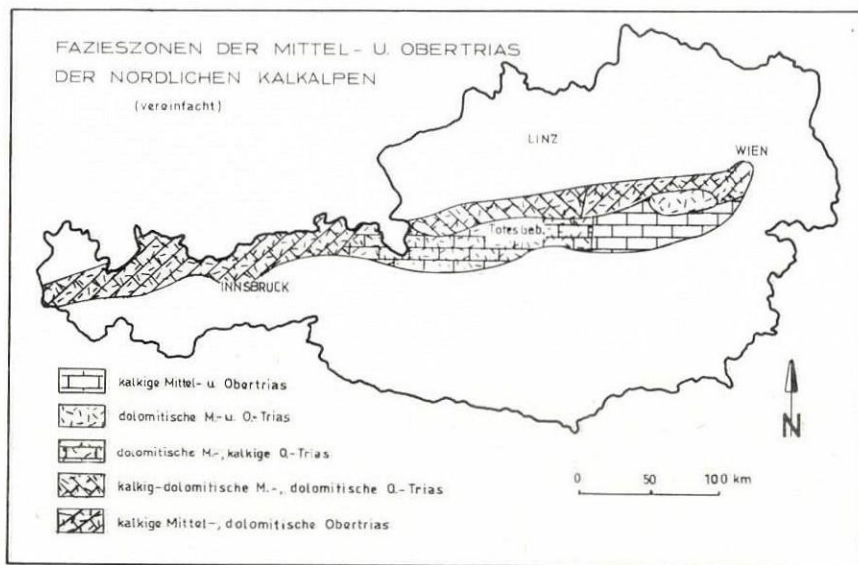 FAZIESZONEN DER MITTEL- U. OBERTRIAS
DER NORDLICHEN KALKALPEN
(vereinfacht)
LINZ
WIEN
Totes Geb.
INNSBRUCK
kalkige Mittel- u. Obertrias
dolomitische M.- u. O.-Trias
dolomitische M.-, kalkige O.-Trias
kalkig-dolomitische M.-, dolomitische O.-Trias
kalkige Mittel-, dolomitische Obertrias
N
0 50 100 km